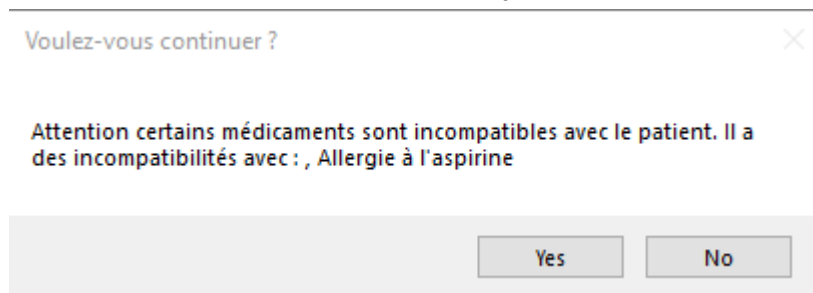 Voulez-vous continuer ?
Attention certains médicaments sont incompatibles avec le patient. Il a
des incompatibilités avec : , Allergie à l'aspirine
Yes
No